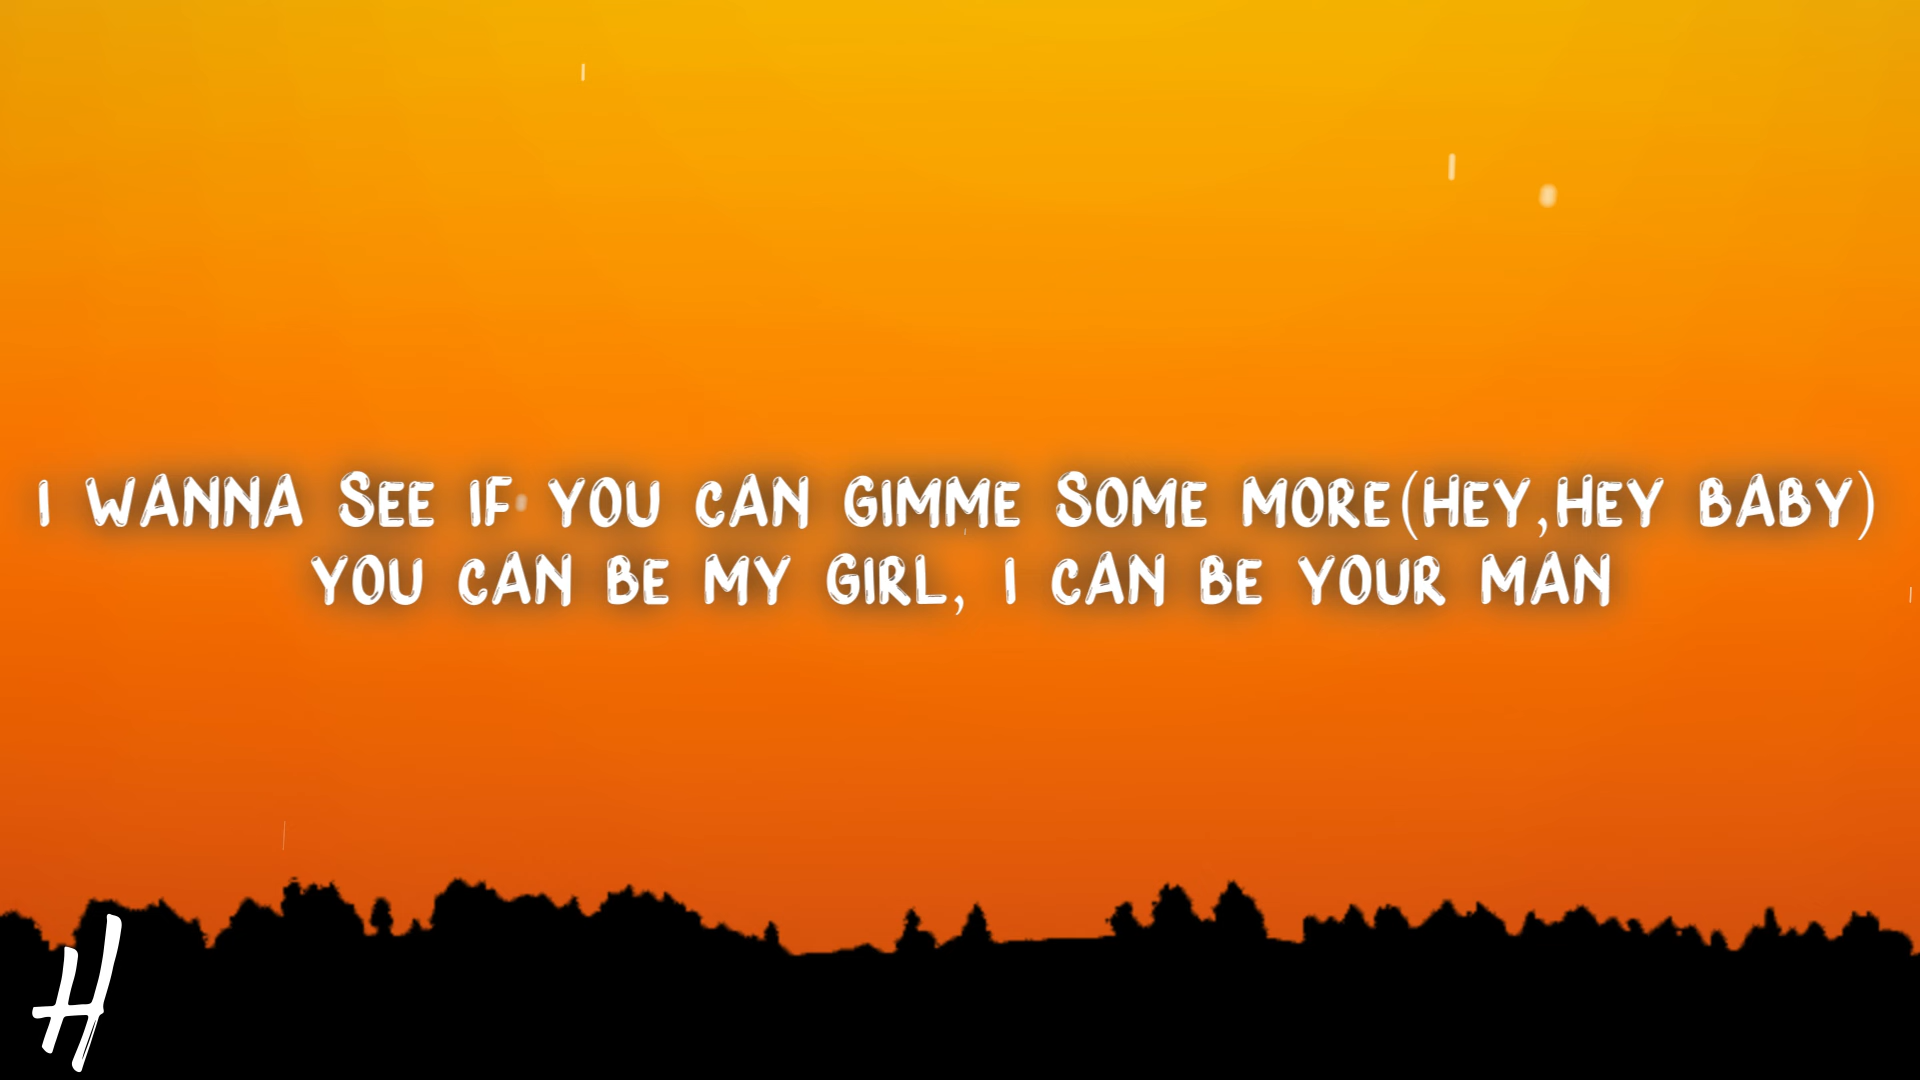 I WANNA SEE IF YOU CAN GIMME SOME MORE(HEY,HEY BABY)
YOU CAN BE MY GIRL, I CAN BE YOUR MAN
H